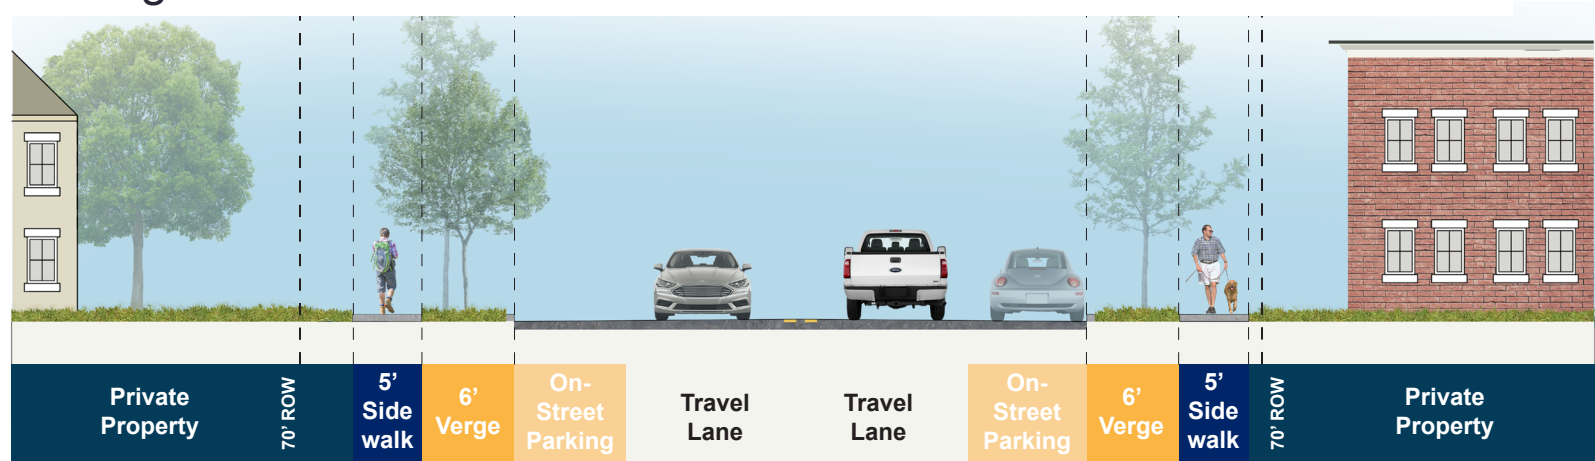 Private
Property
70' ROW
5'
Side
walk
6'
Verge
On-
Street
Parking
Travel
Lane
Travel
Lane
On-
Street
Parking
6'
Verge
5'
Side
walk
70' ROW
Private
Property